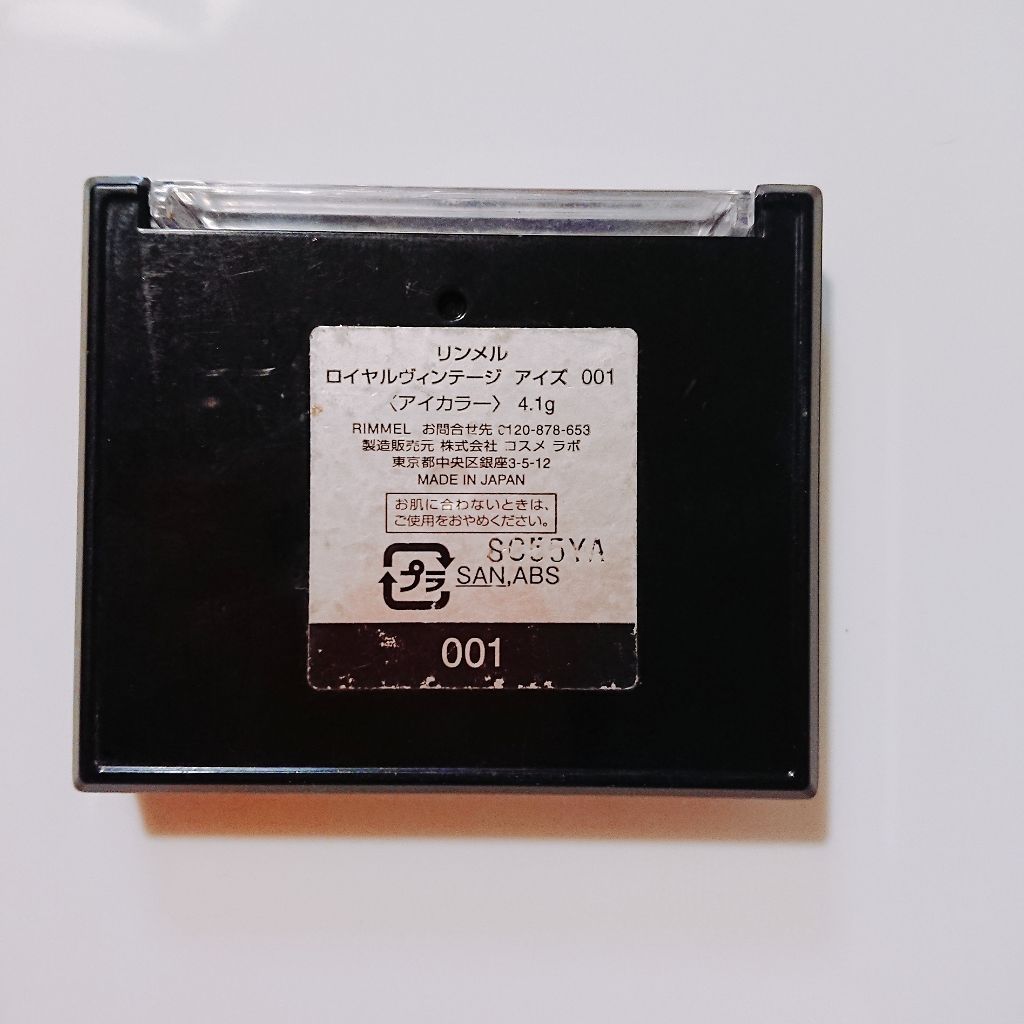 リンメル
ロイヤルヴィンテージ アイズ 001
〈アイカラー〉 4.1g
RIMMEL お問合せ先 0120-878-653
製造販売元 株式会社 コスメ ラボ
東京都中央区銀座3-5-12
MADE IN JAPAN
お肌に合わないときは、
ご使用をおやめください。
プラ
SAN,ABS
001